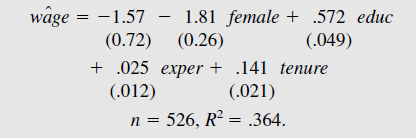 wâge = −1.57 − 1.81 female + .572 educ
(0.72) (0.26) (.049)
+ .025 exper + .141 tenure
(.012) (.021)
n = 526, R² = .364.